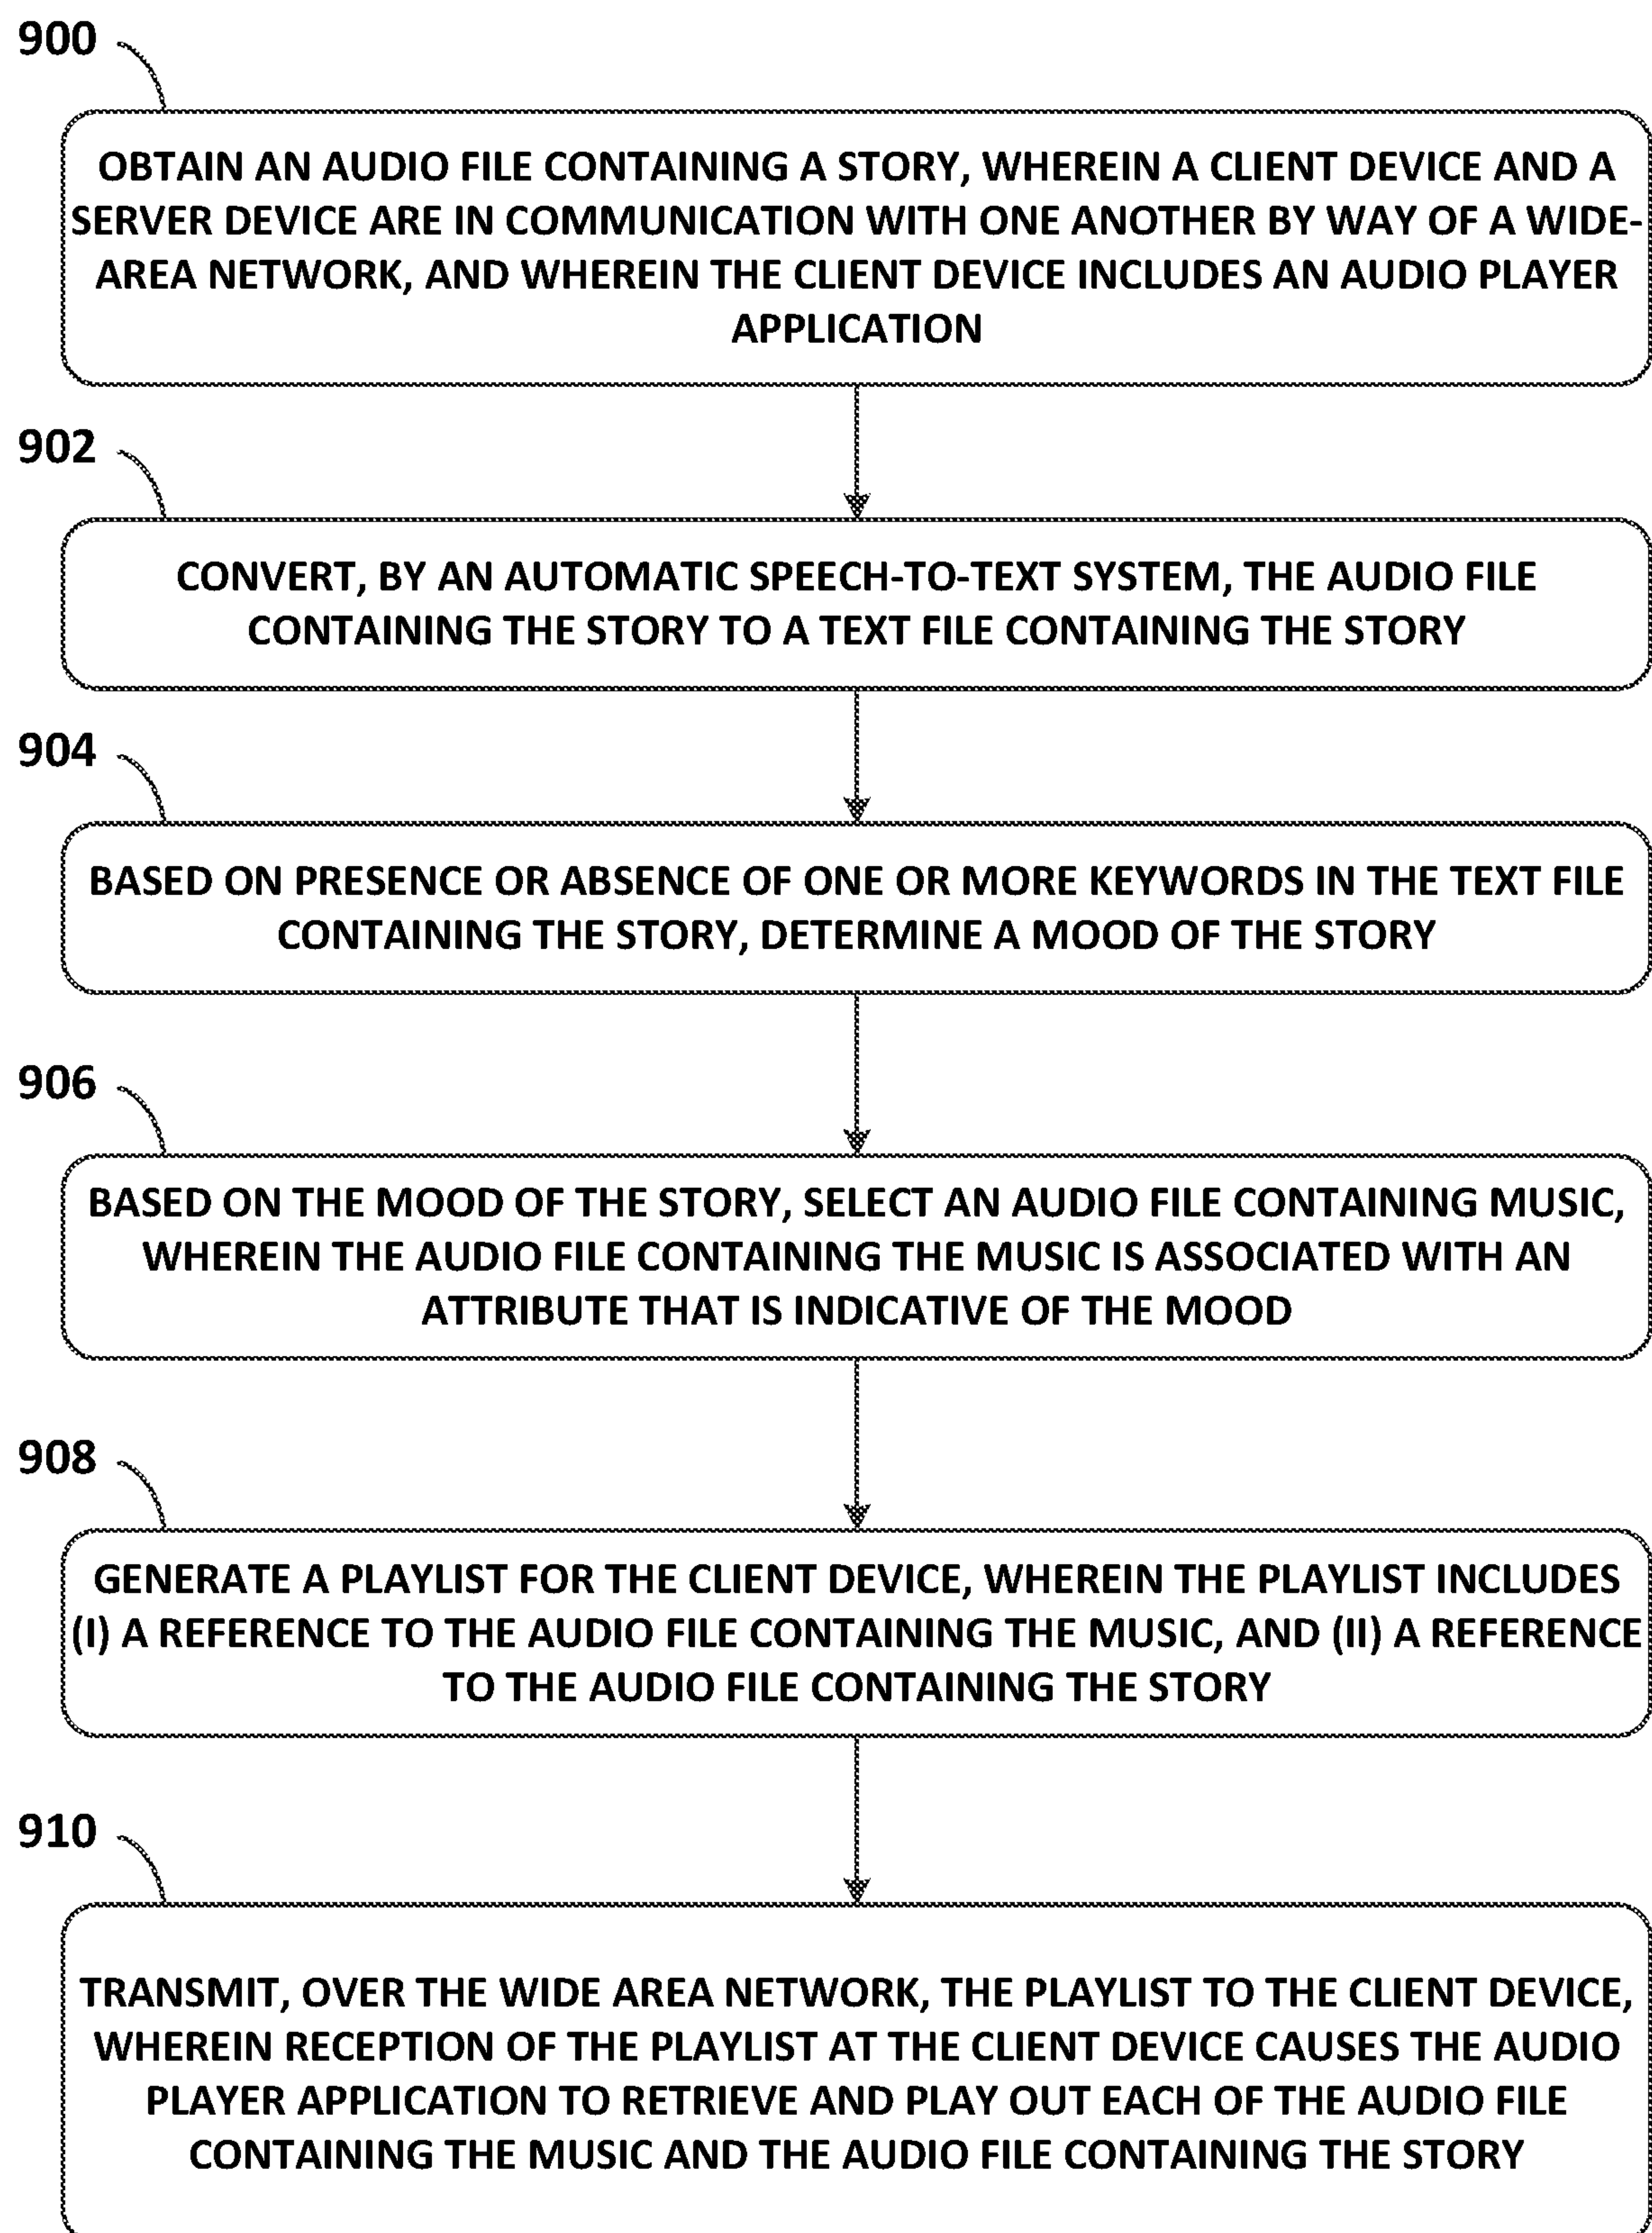 900
OBTAIN AN AUDIO FILE CONTAINING A STORY, WHEREIN A CLIENT DEVICE AND A
SERVER DEVICE ARE IN COMMUNICATION WITH ONE ANOTHER BY WAY OF A WIDE-
AREA NETWORK, AND WHEREIN THE CLIENT DEVICE INCLUDES AN AUDIO PLAYER
APPLICATION
902
CONVERT, BY AN AUTOMATIC SPEECH-TO-TEXT SYSTEM, THE AUDIO FILE
CONTAINING THE STORY TO A TEXT FILE CONTAINING THE STORY
904
BASED ON PRESENCE OR ABSENCE OF ONE OR MORE KEYWORDS IN THE TEXT FILE
CONTAINING THE STORY, DETERMINE A MOOD OF THE STORY
906
BASED ON THE MOOD OF THE STORY, SELECT AN AUDIO FILE CONTAINING MUSIC,
WHEREIN THE AUDIO FILE CONTAINING THE MUSIC IS ASSOCIATED WITH AN
ATTRIBUTE THAT IS INDICATIVE OF THE MOOD
908
GENERATE A PLAYLIST FOR THE CLIENT DEVICE, WHEREIN THE PLAYLIST INCLUDES
(I) A REFERENCE TO THE AUDIO FILE CONTAINING THE MUSIC, AND (II) A REFERENCE
TO THE AUDIO FILE CONTAINING THE STORY
910
TRANSMIT, OVER THE WIDE AREA NETWORK, THE PLAYLIST TO THE CLIENT DEVICE,
WHEREIN RECEPTION OF THE PLAYLIST AT THE CLIENT DEVICE CAUSES THE AUDIO
PLAYER APPLICATION TO RETRIEVE AND PLAY OUT EACH OF THE AUDIO FILE
CONTAINING THE MUSIC AND THE AUDIO FILE CONTAINING THE STORY